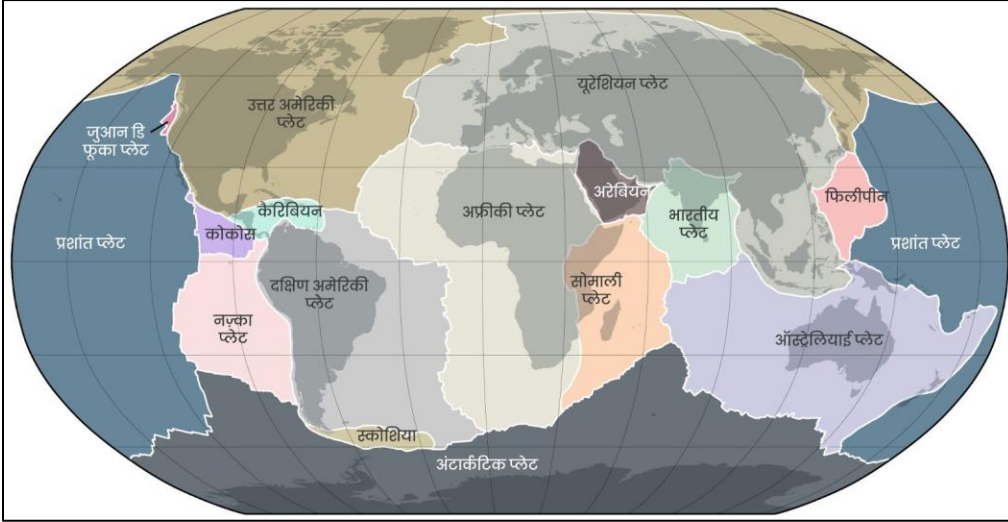 यूरेशियन प्लेट
उत्तर अमेरिकी
प्लेट
जुआन डि
फूका प्लेट
अरेबियन
फिलीपीन
केरिबियन
अफ्रीकी प्लेट
भारतीय
प्लेट
कोकोस
प्रशांत प्लेट
प्रशांत प्लेट
दक्षिण अमेरिकी
प्लेट
सोमाली
प्लेट
नज़्का
प्लेट
ऑस्ट्रेलियाई प्लेट
स्कोशिया
अंटार्कटिक प्लेट